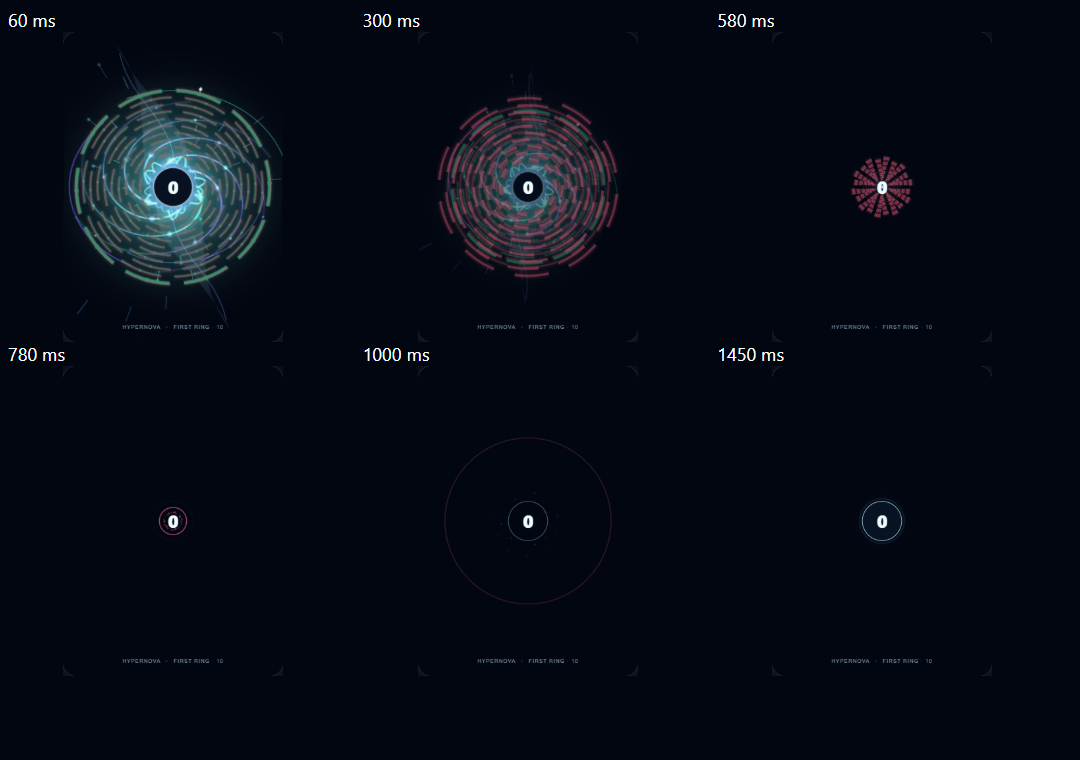 60 ms
300 ms
580 ms
0
0
0
HYPERNOVA · FIRST RING · 10
HYPERNOVA · FIRST RING · 10
HYPERNOVA · FIRST RING · 10
780 ms
1000 ms
1450 ms
0
0
0
HYPERNOVA · FIRST RING · 10
HYPERNOVA · FIRST RING · 10
HYPERNOVA · FIRST RING · 10